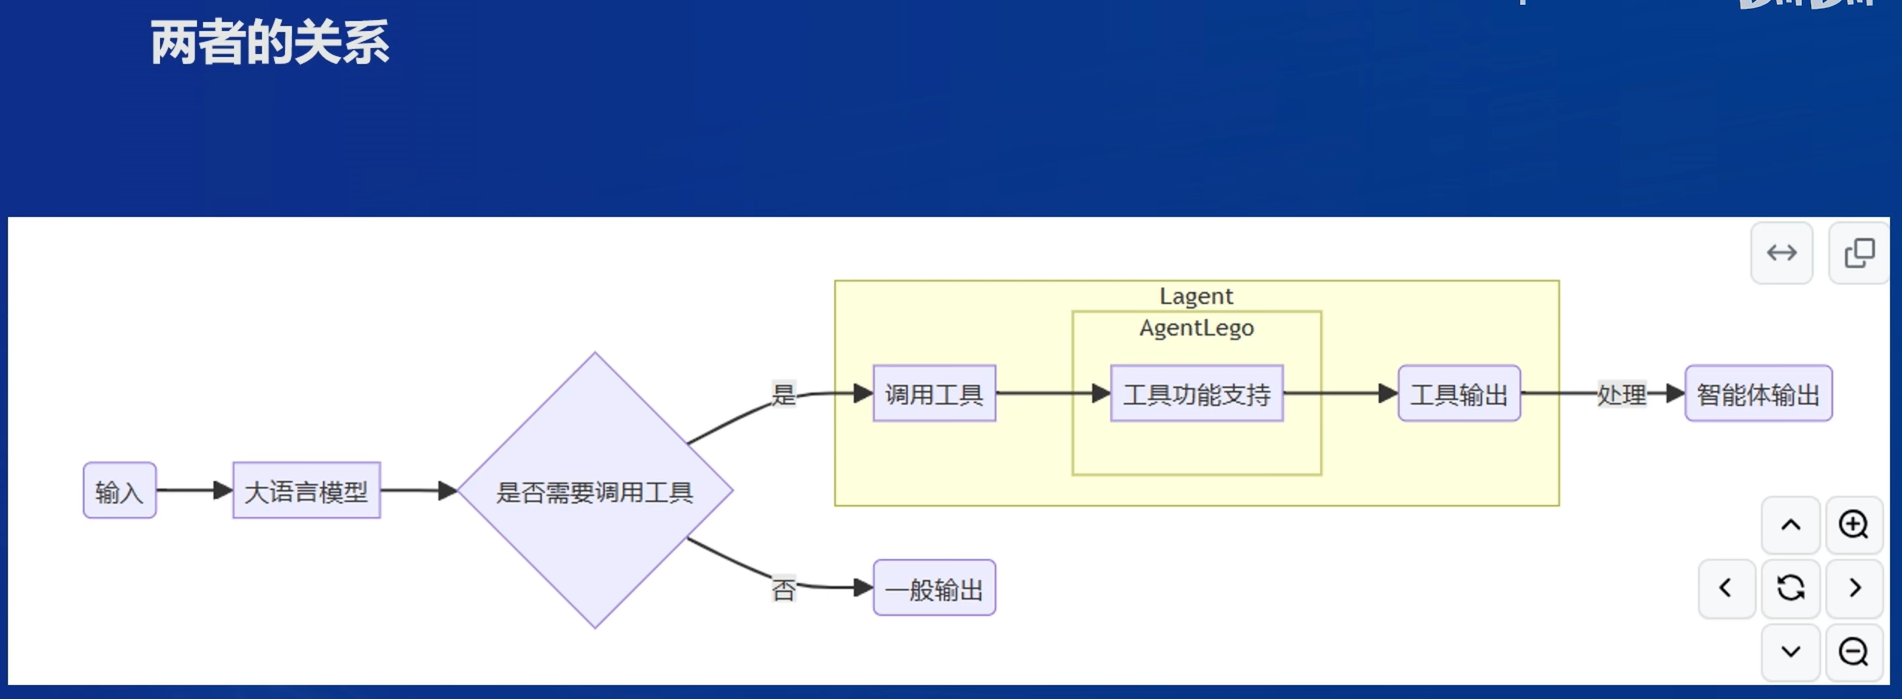 两者的关系
Lagent
AgentLego
是
调用工具
工具功能支持
工具输出
处理
智能体输出
输入
大语言模型
是否需要调用工具
否
一般输出